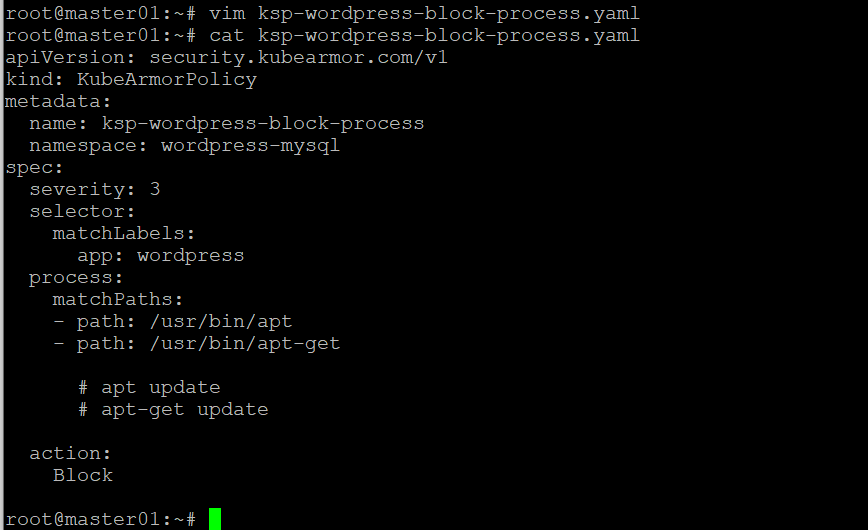 root@master01:~# vim ksp-wordpress-block-process.yaml
root@master01:~# cat ksp-wordpress-block-process.yaml
apiVersion: security.kubearmor.com/v1
kind: KubeArmorPolicy
metadata:
  name: ksp-wordpress-block-process
  namespace: wordpress-mysql
spec:
  severity: 3
  selector:
    matchLabels:
      app: wordpress
  process:
    matchPaths:
    - path: /usr/bin/apt
    - path: /usr/bin/apt-get
      # apt update
      # apt-get update
  action:
    Block
root@master01:~#